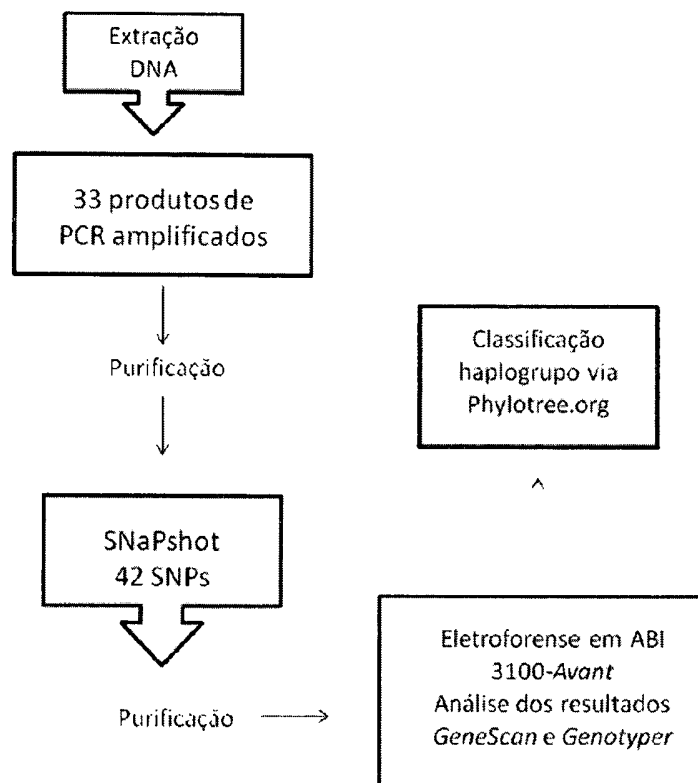 Extração
DNA
33 produtos de
PCR amplificados
Purificação
SNaPshot
42 SNPs
Purificação
Eletroforense em ABI
3100-Avant
Análise dos resultados
GeneScan e Genotyper
Classificação
haplogrupo via
Phylotree.org